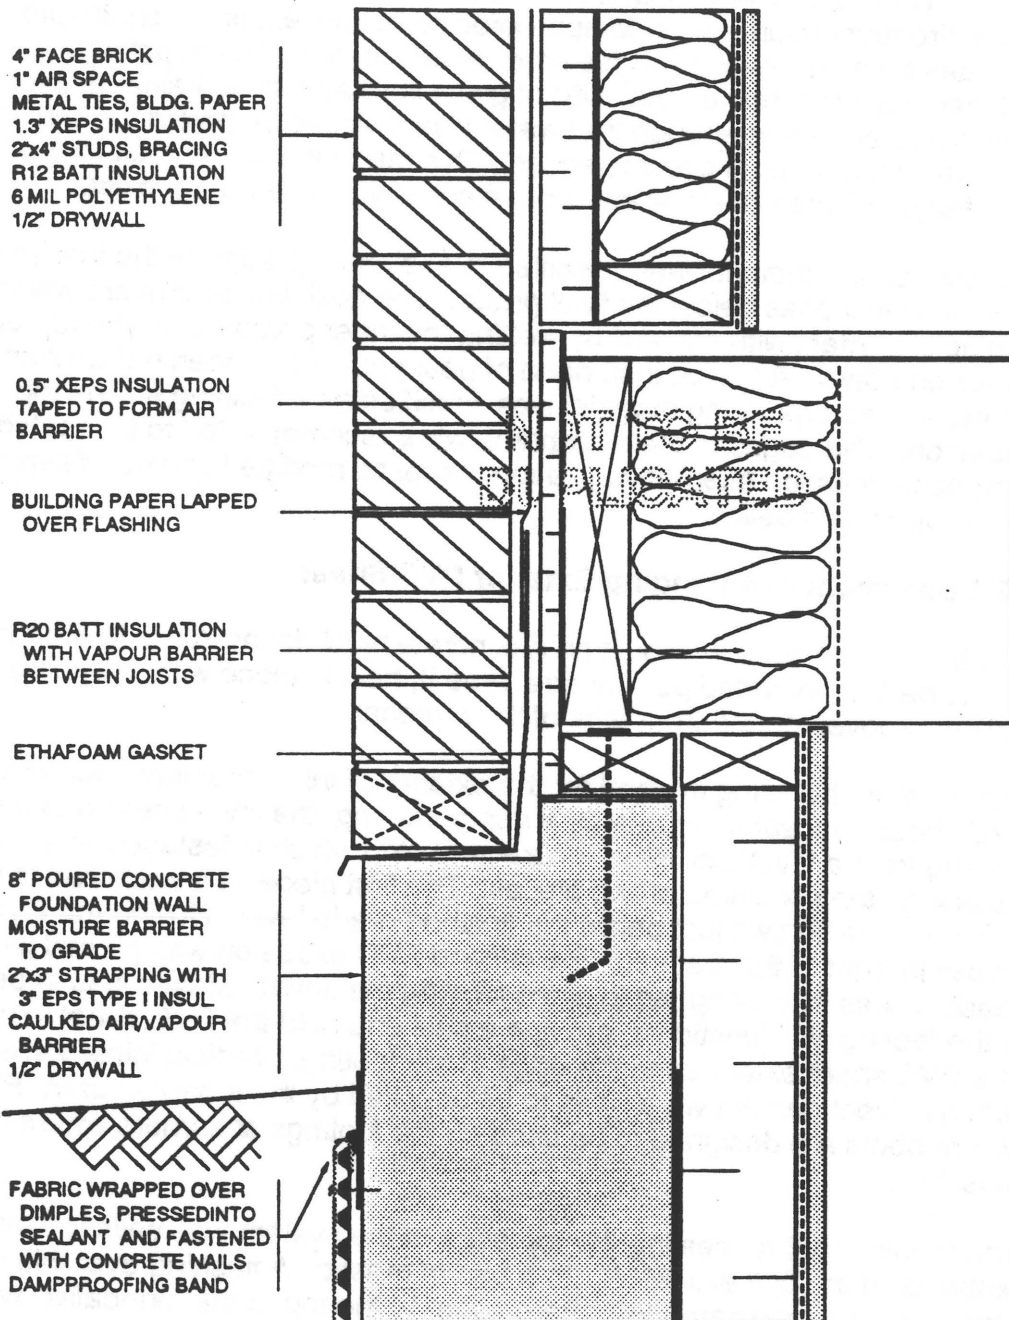 4" FACE BRICK
1" AIR SPACE
METAL TIES, BLDG. PAPER
1.3" XEPS INSULATION
2"x4" STUDS, BRACING
R12 BATT INSULATION
6 MIL POLYETHYLENE
1/2" DRYWALL
0.5" XEPS INSULATION
TAPED TO FORM AIR
BARRIER
NOT TO BE
DUPLICATED
BUILDING PAPER LAPPED
OVER FLASHING
R20 BATT INSULATION
WITH VAPOUR BARRIER
BETWEEN JOISTS
ETHAFOAM GASKET
8" POURED CONCRETE
FOUNDATION WALL
MOISTURE BARRIER
TO GRADE
2"x3" STRAPPING WITH
3" EPS TYPE I INSUL
CAULKED AIR/VAPOUR
BARRIER
1/2" DRYWALL
FABRIC WRAPPED OVER
DIMPLES, PRESSEDINTO
SEALANT AND FASTENED
WITH CONCRETE NAILS
DAMPPROOFING BAND